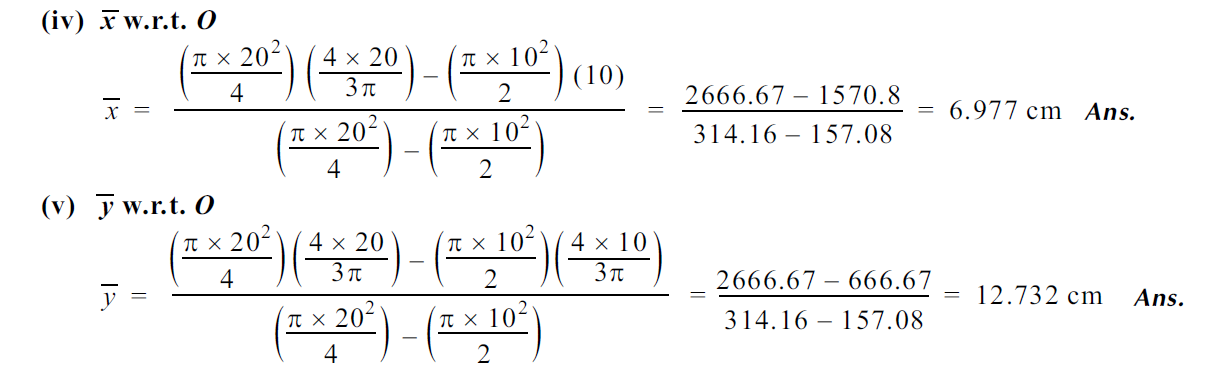 (iv) x̄ w.r.t. O
x̄ = ((π × 20²)/4) ((4 × 20)/(3π)) – ((π × 10²)/2) (10) / ((π × 20²)/4) – ((π × 10²)/2) = (2666.67 – 1570.8)/(314.16 – 157.08) = 6.977 cm Ans.
(v) ȳ w.r.t. O
ȳ = ((π × 20²)/4) ((4 × 20)/(3π)) – ((π × 10²)/2) ((4 × 10)/(3π)) / ((π × 20²)/4) – ((π × 10²)/2) = (2666.67 – 666.67)/(314.16 – 157.08) = 12.732 cm Ans.